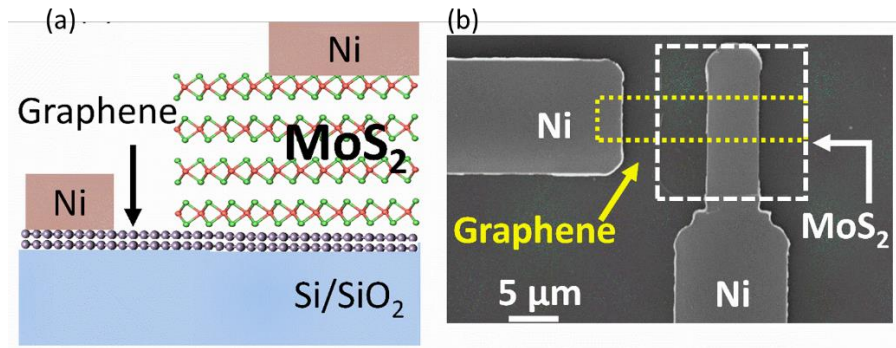 (a)
Ni
Graphene
MoS₂
Ni
Si/SiO₂
(b)
Ni
Graphene
MoS₂
5 μm
Ni